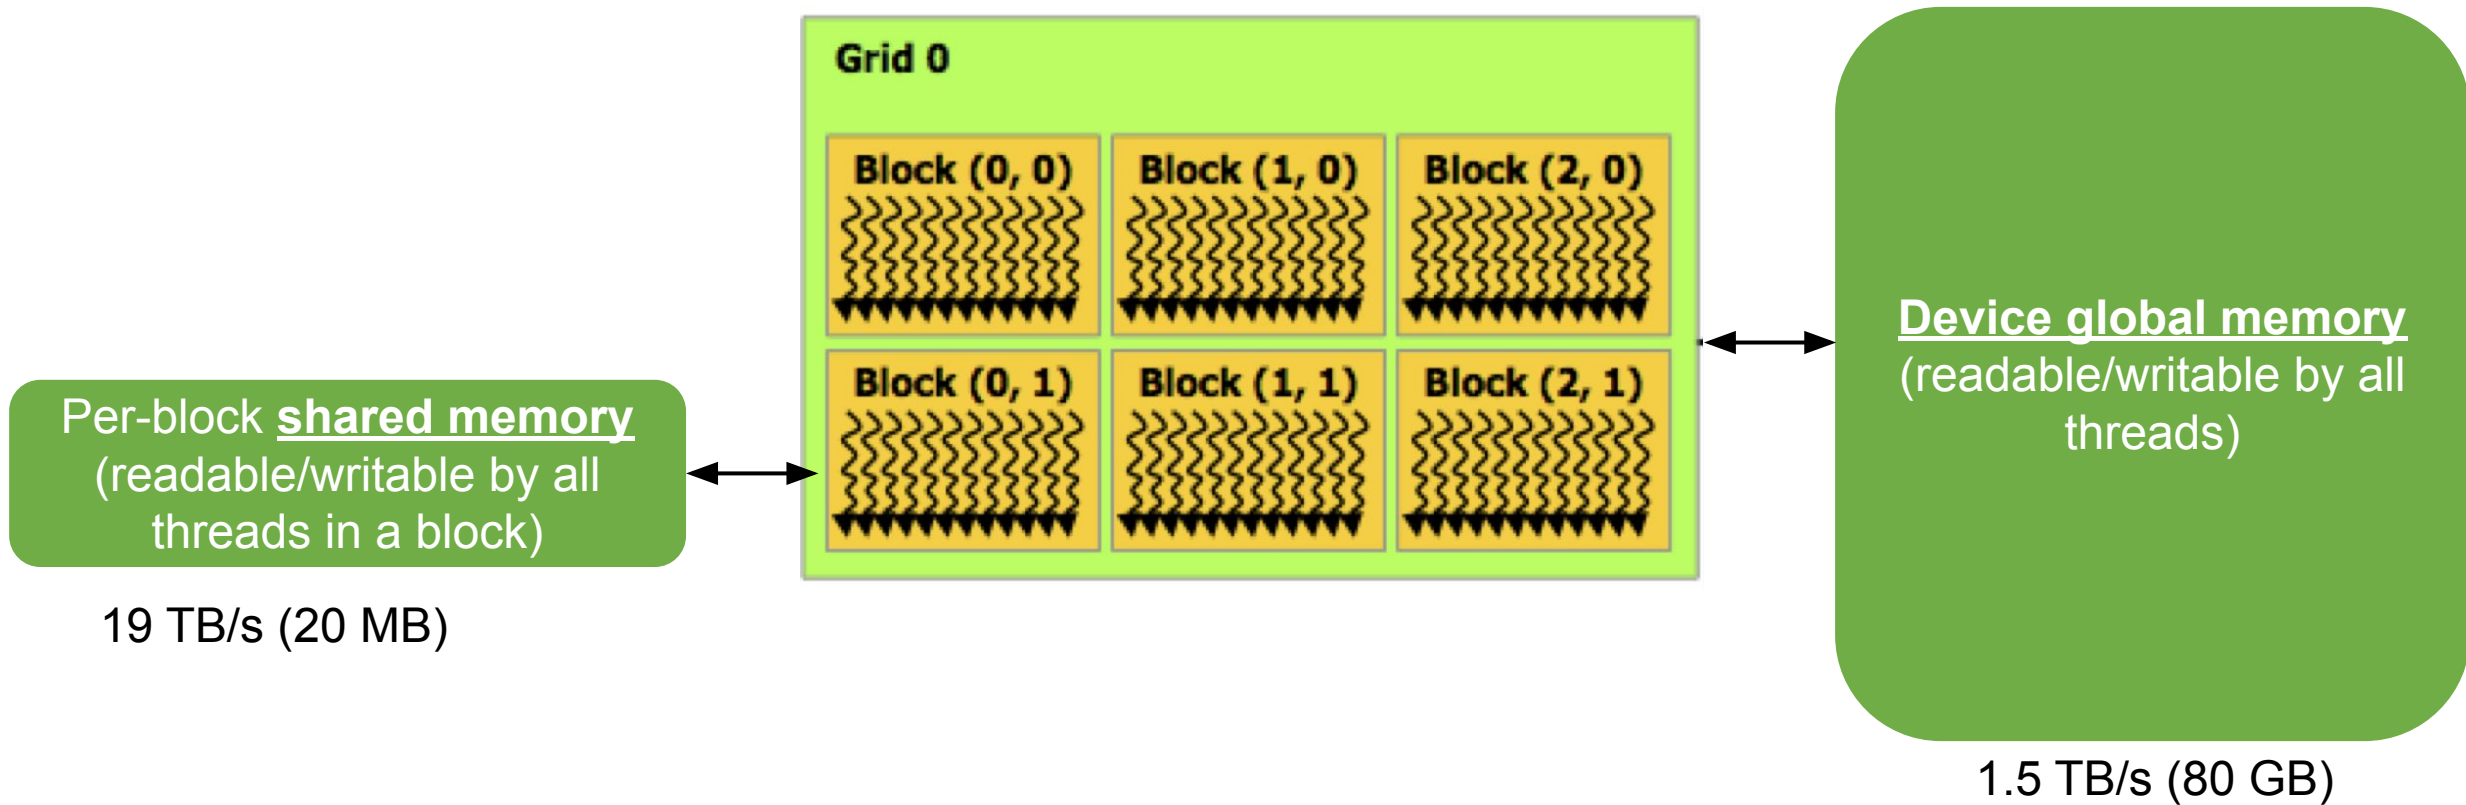 Grid 0
Block (0, 0)
Block (1, 0)
Block (2, 0)
Block (0, 1)
Block (1, 1)
Block (2, 1)
Per-block shared memory
(readable/writable by all
threads in a block)
19 TB/s (20 MB)
Device global memory
(readable/writable by all
threads)
1.5 TB/s (80 GB)